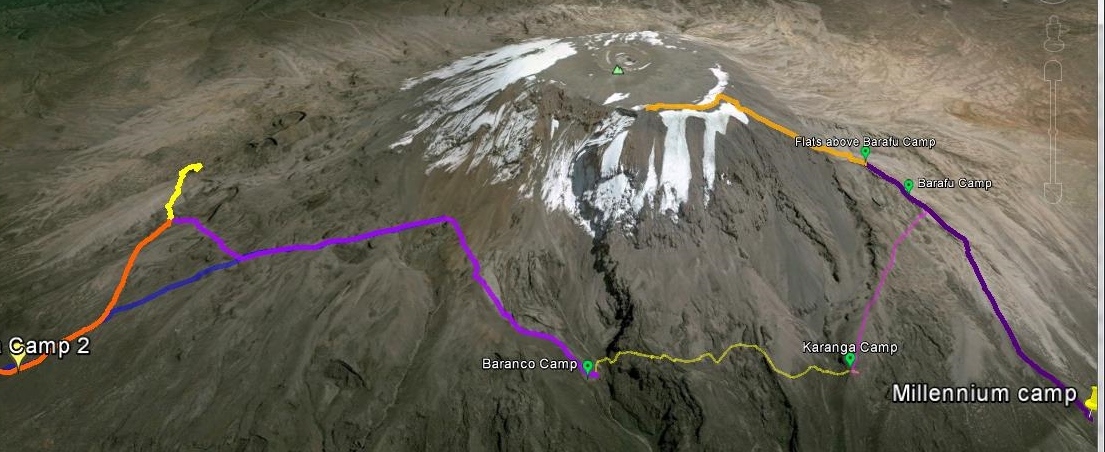 Flats above Barafu Camp
Barafu Camp
Camp 2
Karanga Camp
Baranco Camp
Millennium camp